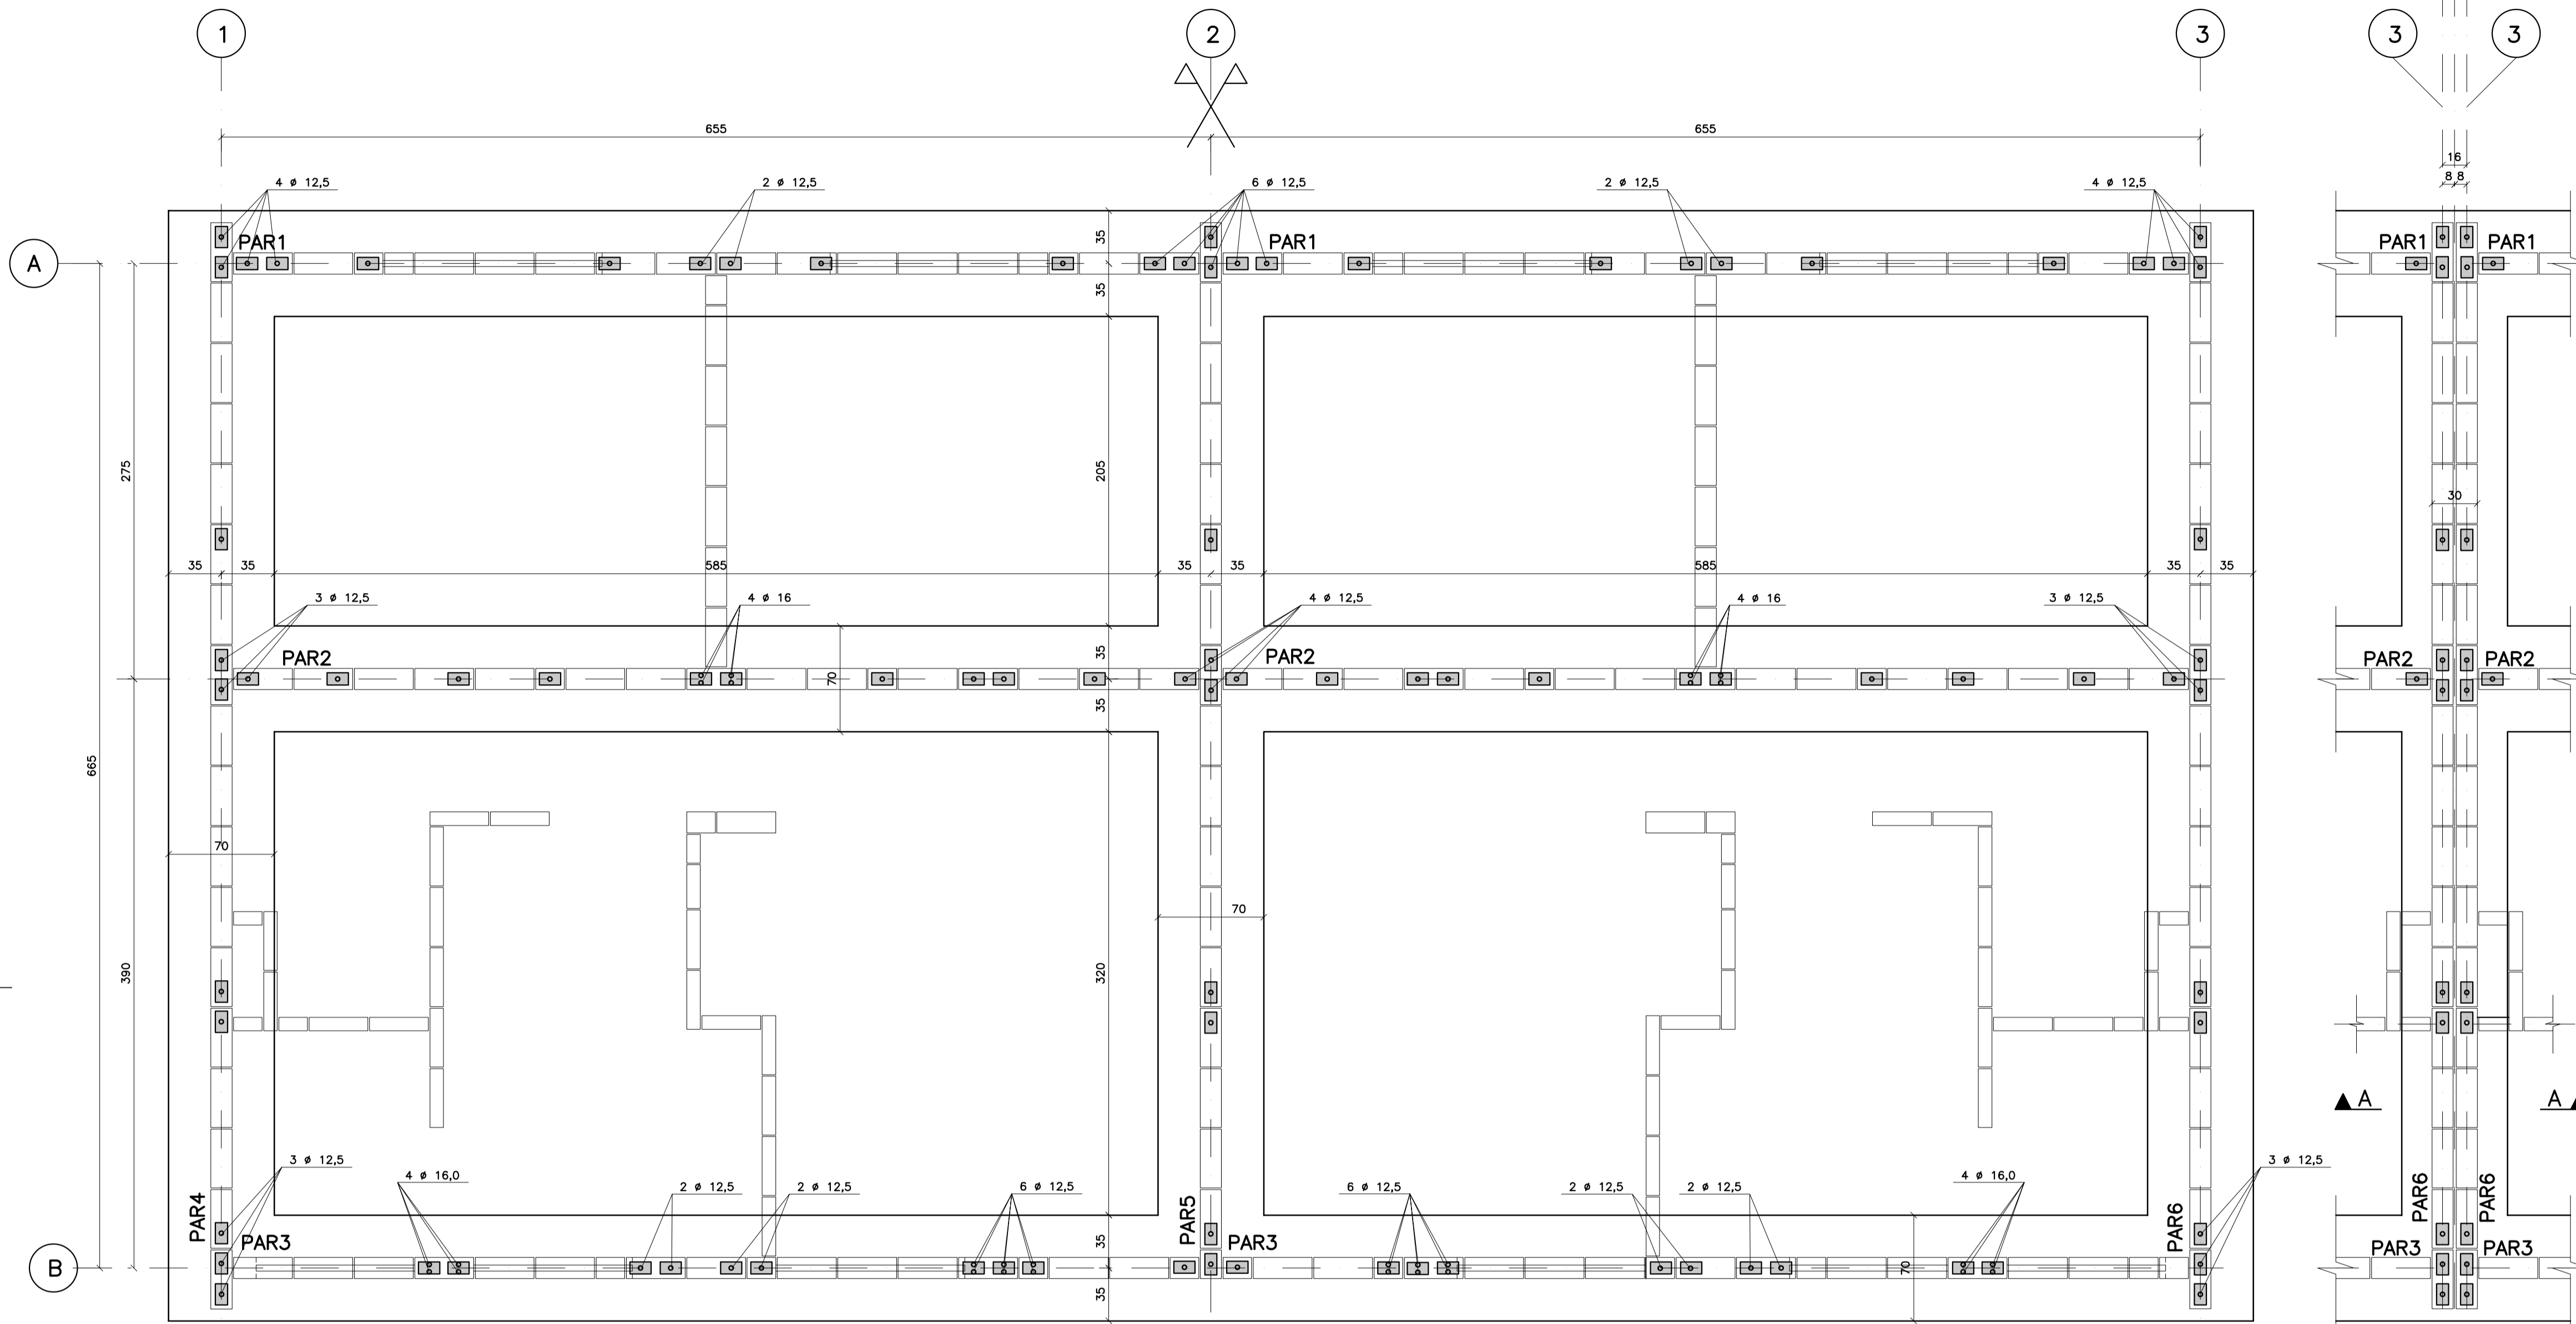 1
2
3
3
3
655
655
16
8 8
4 ø 12,5
2 ø 12,5
6 ø 12,5
2 ø 12,5
4 ø 12,5
A
PAR1
35
PAR1
PAR1
PAR1
35
275
205
30
35
35
585
35
35
585
35
35
3 ø 12,5
4 ø 16
4 ø 12,5
4 ø 16
3 ø 12,5
PAR2
35
PAR2
PAR2
PAR2
70
35
665
70
70
390
320
A
A
3 ø 12,5
4 ø 16,0
2 ø 12,5
2 ø 12,5
6 ø 12,5
6 ø 12,5
2 ø 12,5
2 ø 12,5
4 ø 16,0
3 ø 12,5
PAR4
PAR5
PAR6
PAR6
PAR6
PAR3
35
PAR3
PAR3
PAR3
B
70
35